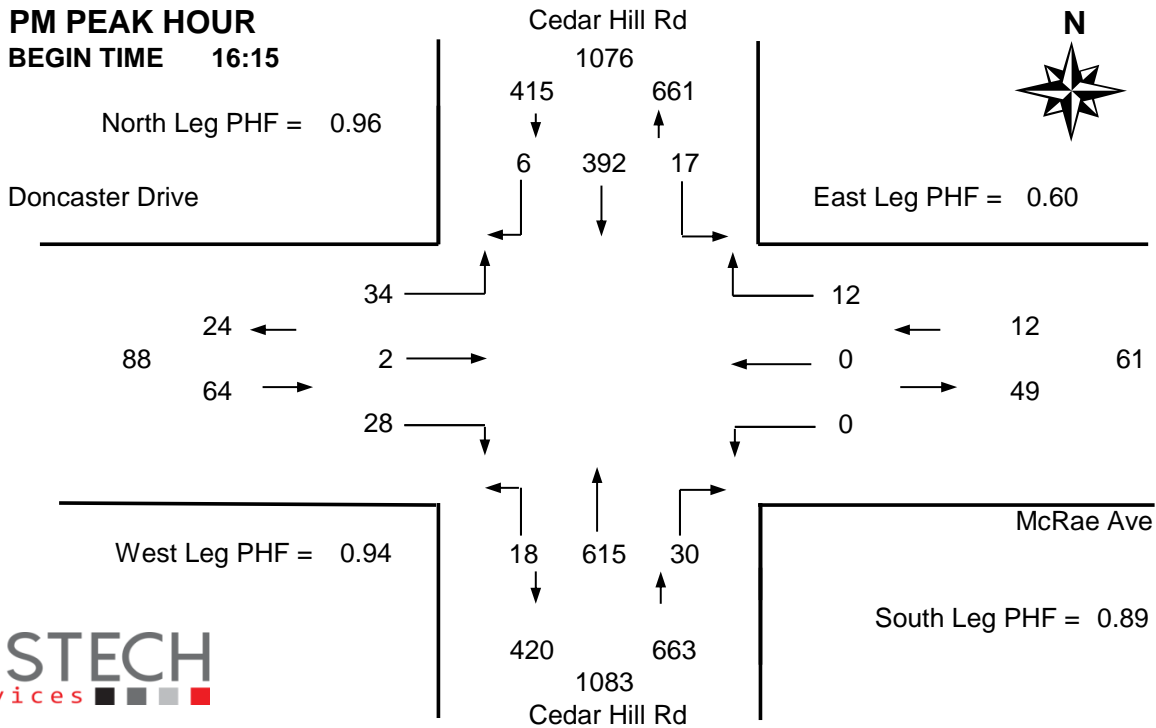 PM PEAK HOUR
BEGIN TIME 16:15
Cedar Hill Rd
1076
N
415 661
North Leg PHF = 0.96
6 392 17
Doncaster Drive
East Leg PHF = 0.60
34 12
24 12
88 2 0 61
64 49
28 0
McRae Ave
West Leg PHF = 0.94
18 615 30
South Leg PHF = 0.89
420 663
1083
Cedar Hill Rd
STECH
vices